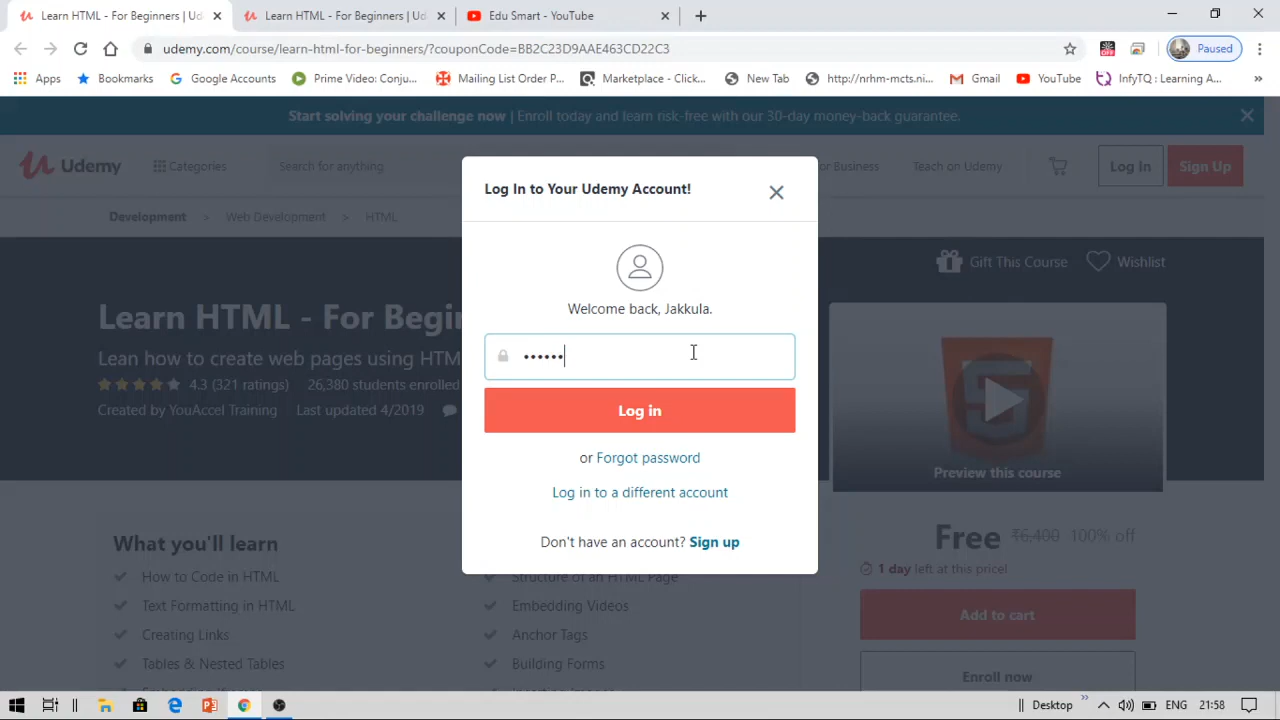 Learn HTML - For Beginners | Ud
Learn HTML - For Beginners | Ud
Edu Smart - YouTube
udemy.com/course/learn-html-for-beginners/?couponCode=BB2C23D9AAE463CD22C3
OFF
Paused
Apps
Bookmarks
Google Accounts
Prime Video: Conju...
Mailing List Order P...
Marketplace - Click...
New Tab
http://nrhm-mcts.ni...
Gmail
YouTube
InfyTQ : Learning A...
»
Start solving your challenge now | Enroll today and learn risk-free with our 30-day money-back guarantee.
Udemy
Categories
Search for anything
or Business
Teach on Udemy
Log In
Sign Up
Development > Web Development > HTML
Log In to Your Udemy Account!
Welcome back, Jakkula.
••••••
Log in
or Forgot password
Log in to a different account
Don't have an account? Sign up
Gift This Course
Wishlist
Learn HTML - For Begi
Lean how to create web pages using HTM
4.3 (321 ratings) 26,380 students enrolled
Created by YouAccel Training Last updated 4/2019
5
Preview this course
What you'll learn
How to Code in HTML
Text Formatting in HTML
Creating Links
Tables & Nested Tables
Structure of an HTML Page
Embedding Videos
Anchor Tags
Building Forms
Free ₹6,400 100% off
1 day left at this price!
Add to cart
Enroll now
Desktop
»
ENG
21:58